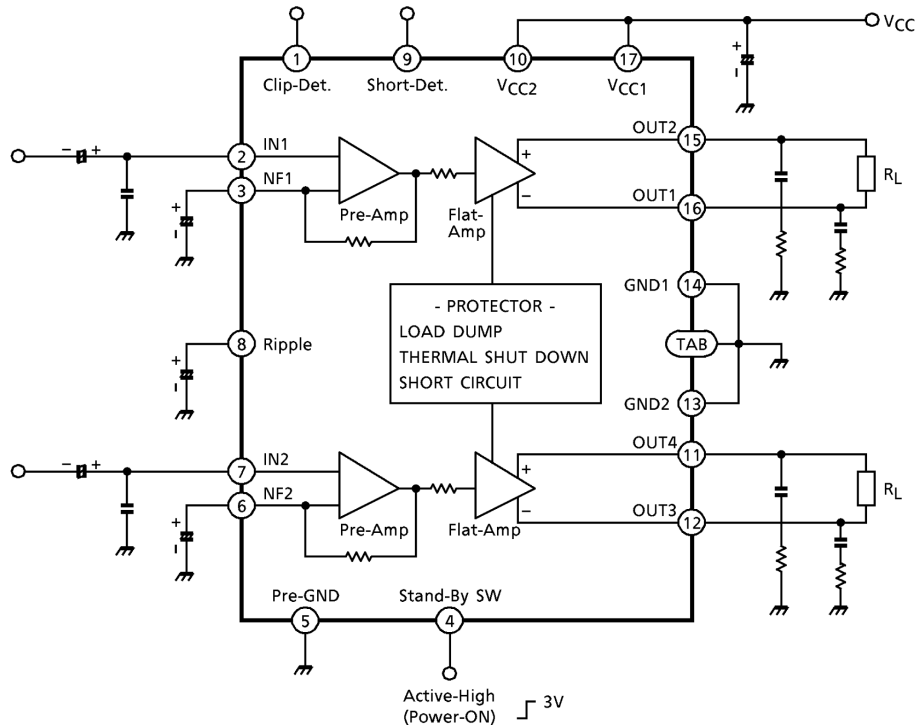 VCC
1
9
10
17
Clip-Det.
Short-Det.
VCC2
VCC1
+
-
OUT2
15
- +
2
IN1
3
NF1
+
-
+
-
Pre-Amp
Flat-
Amp
OUT1
16
RL
GND1
14
- PROTECTOR -
LOAD DUMP
THERMAL SHUT DOWN
SHORT CIRCUIT
8
Ripple
+
-
TAB
GND2
13
OUT4
11
- +
7
IN2
6
NF2
+
-
+
-
Pre-Amp
Flat-Amp
OUT3
12
RL
Pre-GND
5
Stand-By SW
4
Active-High
(Power-ON)
3V